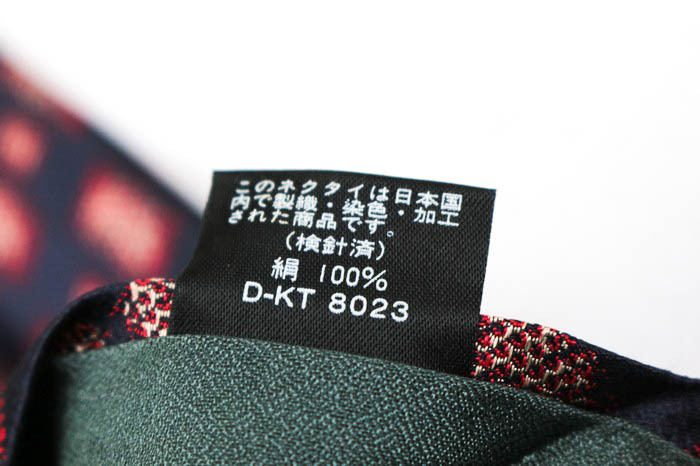 このネクタイは日本国
内で製織・染色・加工
された商品です。
(検針済)
絹 100%
D-KT 8023